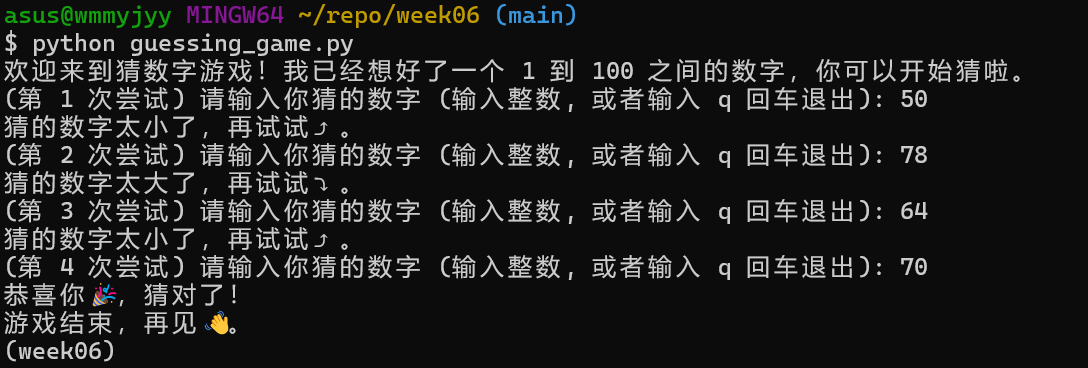 asus@wmmyjyy MINGW64 ~/repo/week06 (main)
$ python guessing_game.py
欢迎来到猜数字游戏！我已经想好了一个 1 到 100 之间的数字，你可以开始猜啦。
(第 1 次尝试) 请输入你猜的数字 (输入整数, 或者输入 q 回车退出): 50
猜的数字太小了，再试试⤴。
(第 2 次尝试) 请输入你猜的数字 (输入整数, 或者输入 q 回车退出): 78
猜的数字太大了，再试试⤵。
(第 3 次尝试) 请输入你猜的数字 (输入整数, 或者输入 q 回车退出): 64
猜的数字太小了，再试试⤴。
(第 4 次尝试) 请输入你猜的数字 (输入整数, 或者输入 q 回车退出): 70
恭喜你🎉，猜对了！
游戏结束，再见👋。
(week06)